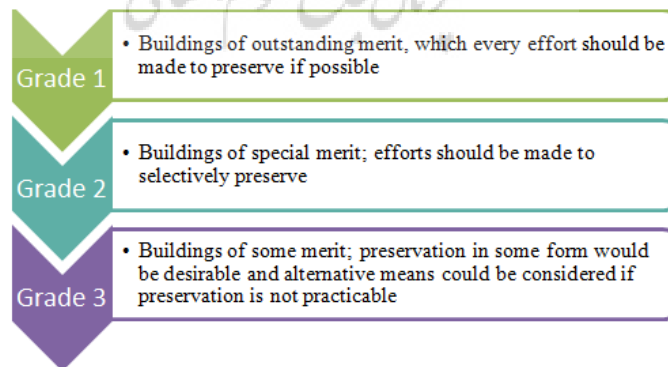 Grade 1
• Buildings of outstanding merit, which every effort should be
made to preserve if possible
Grade 2
• Buildings of special merit; efforts should be made to
selectively preserve
Grade 3
• Buildings of some merit; preservation in some form would
be desirable and alternative means could be considered if
preservation is not practicable